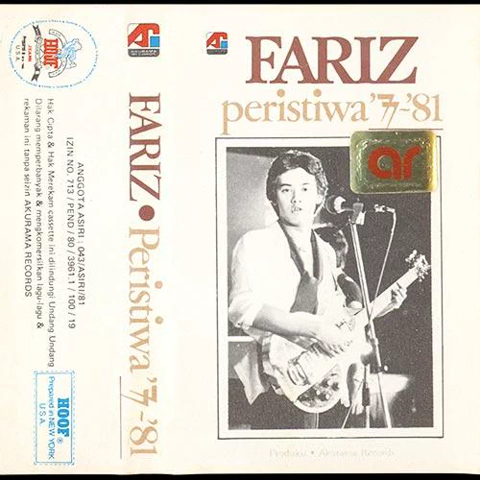 HOOF
U.S.A.
Hak Cipta & Hak Merekam cassette ini dilindungi Undang Undang
Dilarang memperbanyak & mengkomersilkan lagu-lagu &
rekaman ini tanpa seizin AKURAMA RECORDS
ANGGOTA ASIRI : 043/ASIRI/81
IZIN NO. 713 / PEND / 80 / 3961.1 / 100 / 19
HOOF®
Prepared in NEW YORK
U.S.A.
FARIZ • Peristiwa '77-'81
FARIZ
peristiwa '77-'81
ar
Produksi • Akurama Records